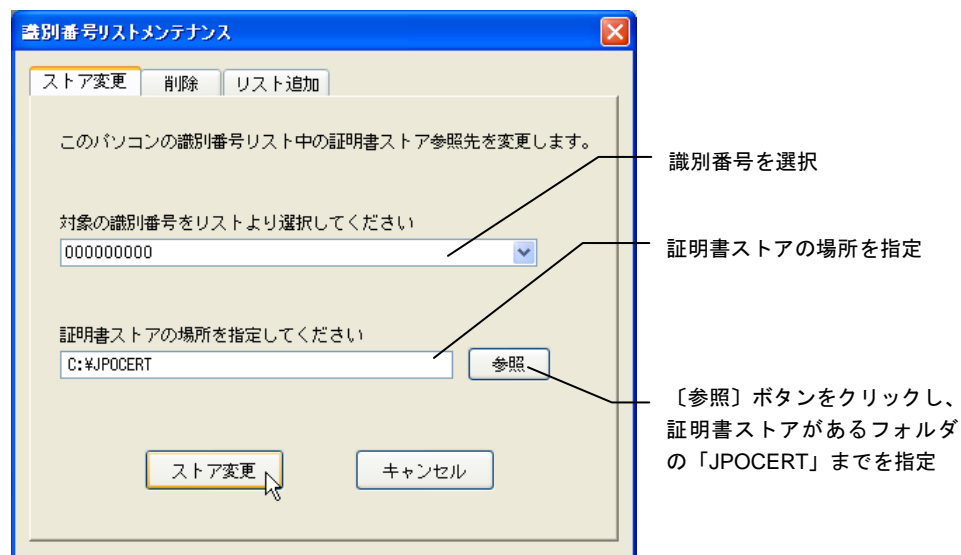 識別番号リストメンテナンス
ストア変更 削除 リスト追加
このパソコンの識別番号リスト中の証明書ストア参照先を変更します。
識別番号を選択
対象の識別番号をリストより選択してください
000000000
証明書ストアの場所を指定
証明書ストアの場所を指定してください
C:¥JPOCERT 参照
〔参照〕ボタンをクリックし、
証明書ストアがあるフォルダ
の「JPOCERT」までを指定
ストア変更 キャンセル